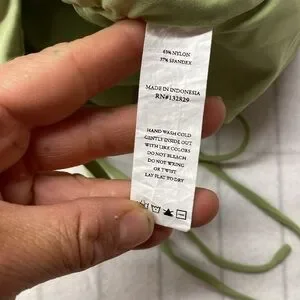 63% NYLON
37% SPANDEX
MADE IN INDONESIA
RN#132829
HAND WASH COLD
GENTLY INSIDE OUT
WITH LIKE COLORS
DO NOT BLEACH
DO NOT WRING
OR TWIST
LAY FLAT TO DRY